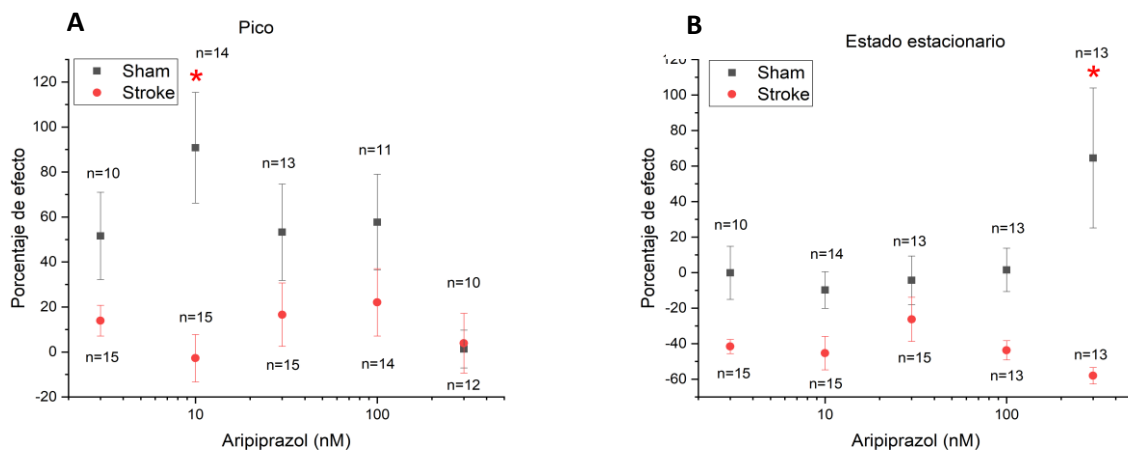 A
Pico
n=14
120
*
Sham
Stroke
100
80
60
40
20
0
-20
n=10
n=13
n=11
n=10
n=15
n=15
n=15
n=14
n=12
10
100
Porcentaje de efecto
Aripiprazol (nM)
B
Estado estacionario
n=13
120
*
Sham
Stroke
100
80
60
40
20
0
-20
-40
-60
n=10
n=14
n=13
n=13
n=15
n=15
n=15
n=13
n=13
10
100
Porcentaje de efecto
Aripiprazol (nM)